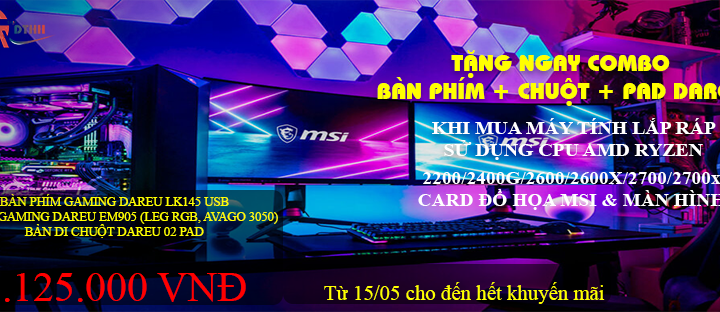 DTHH
TẶNG NGAY COMBO
BÀN PHÍM + CHUỘT + PAD DARE
KHI MUA MÁY TÍNH LẮP RÁP
SỬ DỤNG CPU AMD RYZEN
2200/2400G/2600/2600X/2700/2700x
CARD ĐỒ HỌA MSI & MÀN HÌNH
msi
BÀN PHÍM GAMING DAREU LK145 USB
GAMING DAREU EM905 (LEG RGB, AVAGO 3050)
BÀN DI CHUỘT DAREU 02 PAD
.125.000 VNĐ
Từ 15/05 cho đến hết khuyến mãi